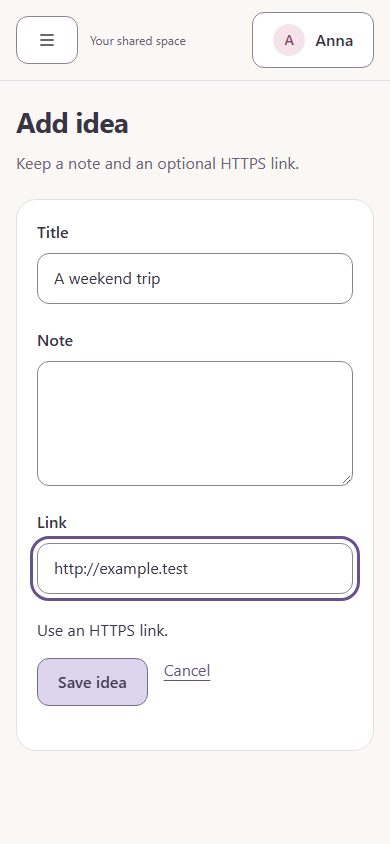 Your shared space
A Anna
Add idea
Keep a note and an optional HTTPS link.
Title
A weekend trip
Note
Link
http://example.test
Use an HTTPS link.
Save idea Cancel